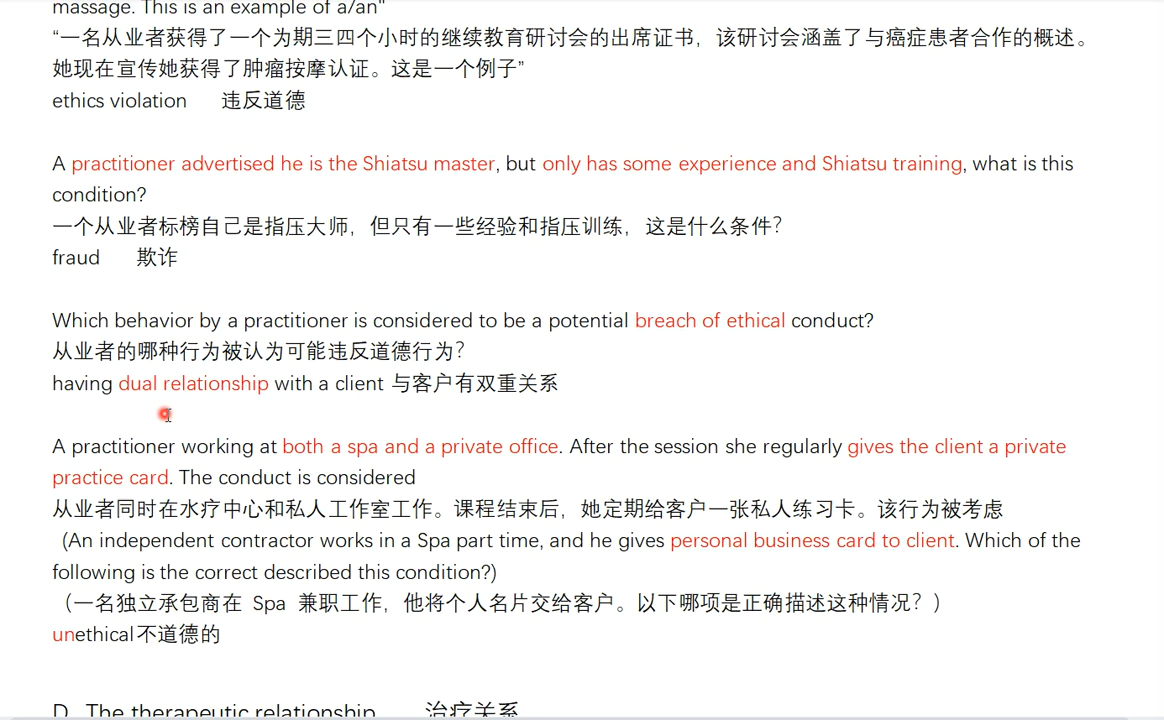 massage. This is an example of a/an"
“一名从业者获得了一个为期三四个小时的继续教育研讨会的出席证书，该研讨会涵盖了与癌症患者合作的概述。
她现在宣传她获得了肿瘤按摩认证。这是一个例子”
ethics violation 违反道德
A practitioner advertised he is the Shiatsu master, but only has some experience and Shiatsu training, what is this
condition?
一个从业者标榜自己是指压大师，但只有一些经验和指压训练，这是什么条件？
fraud 欺诈
Which behavior by a practitioner is considered to be a potential breach of ethical conduct?
从业者的哪种行为被认为可能违反道德行为？
having dual relationship with a client 与客户有双重关系
A practitioner working at both a spa and a private office. After the session she regularly gives the client a private
practice card. The conduct is considered
从业者同时在水疗中心和私人工作室工作。课程结束后，她定期给客户一张私人练习卡。该行为被考虑
(An independent contractor works in a Spa part time, and he gives personal business card to client. Which of the
following is the correct described this condition?)
（一名独立承包商在 Spa 兼职工作，他将个人名片交给客户。以下哪项是正确描述这种情况？）
unethical不道德的
D. The therapeutic relationship 治疗关系